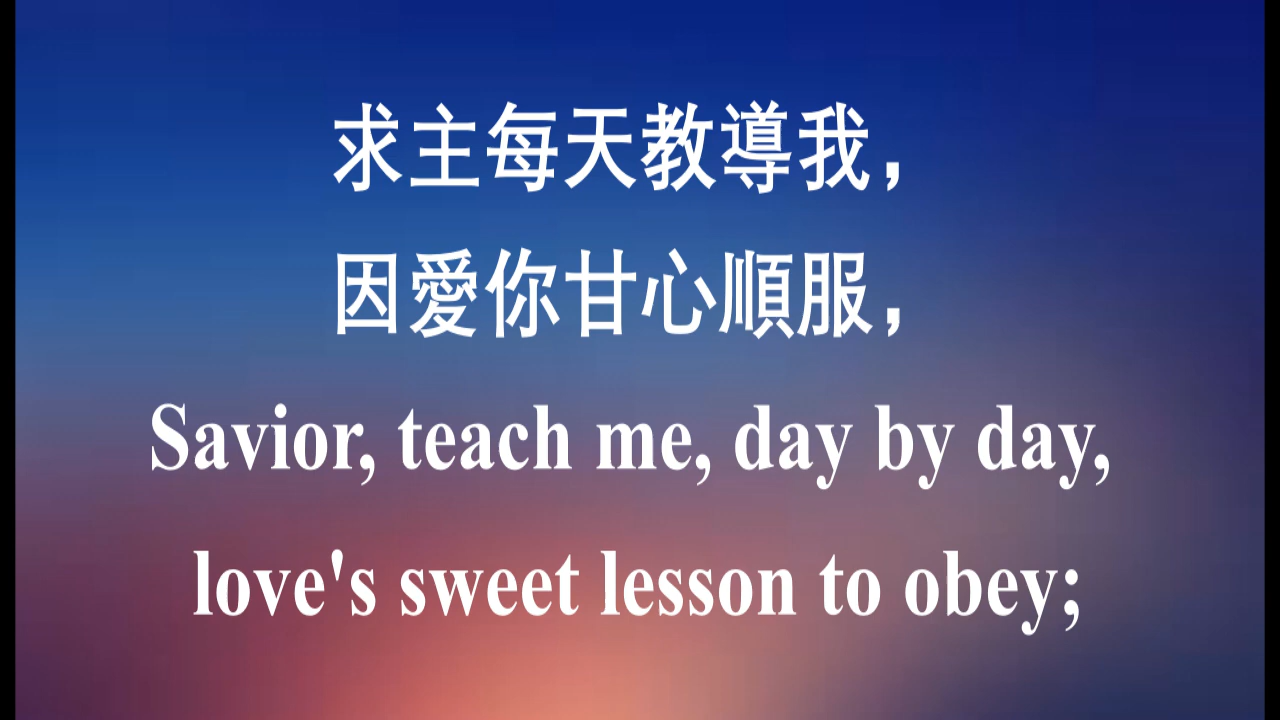 求主每天教導我，
因愛你甘心順服，
Savior, teach me, day by day,
love's sweet lesson to obey;